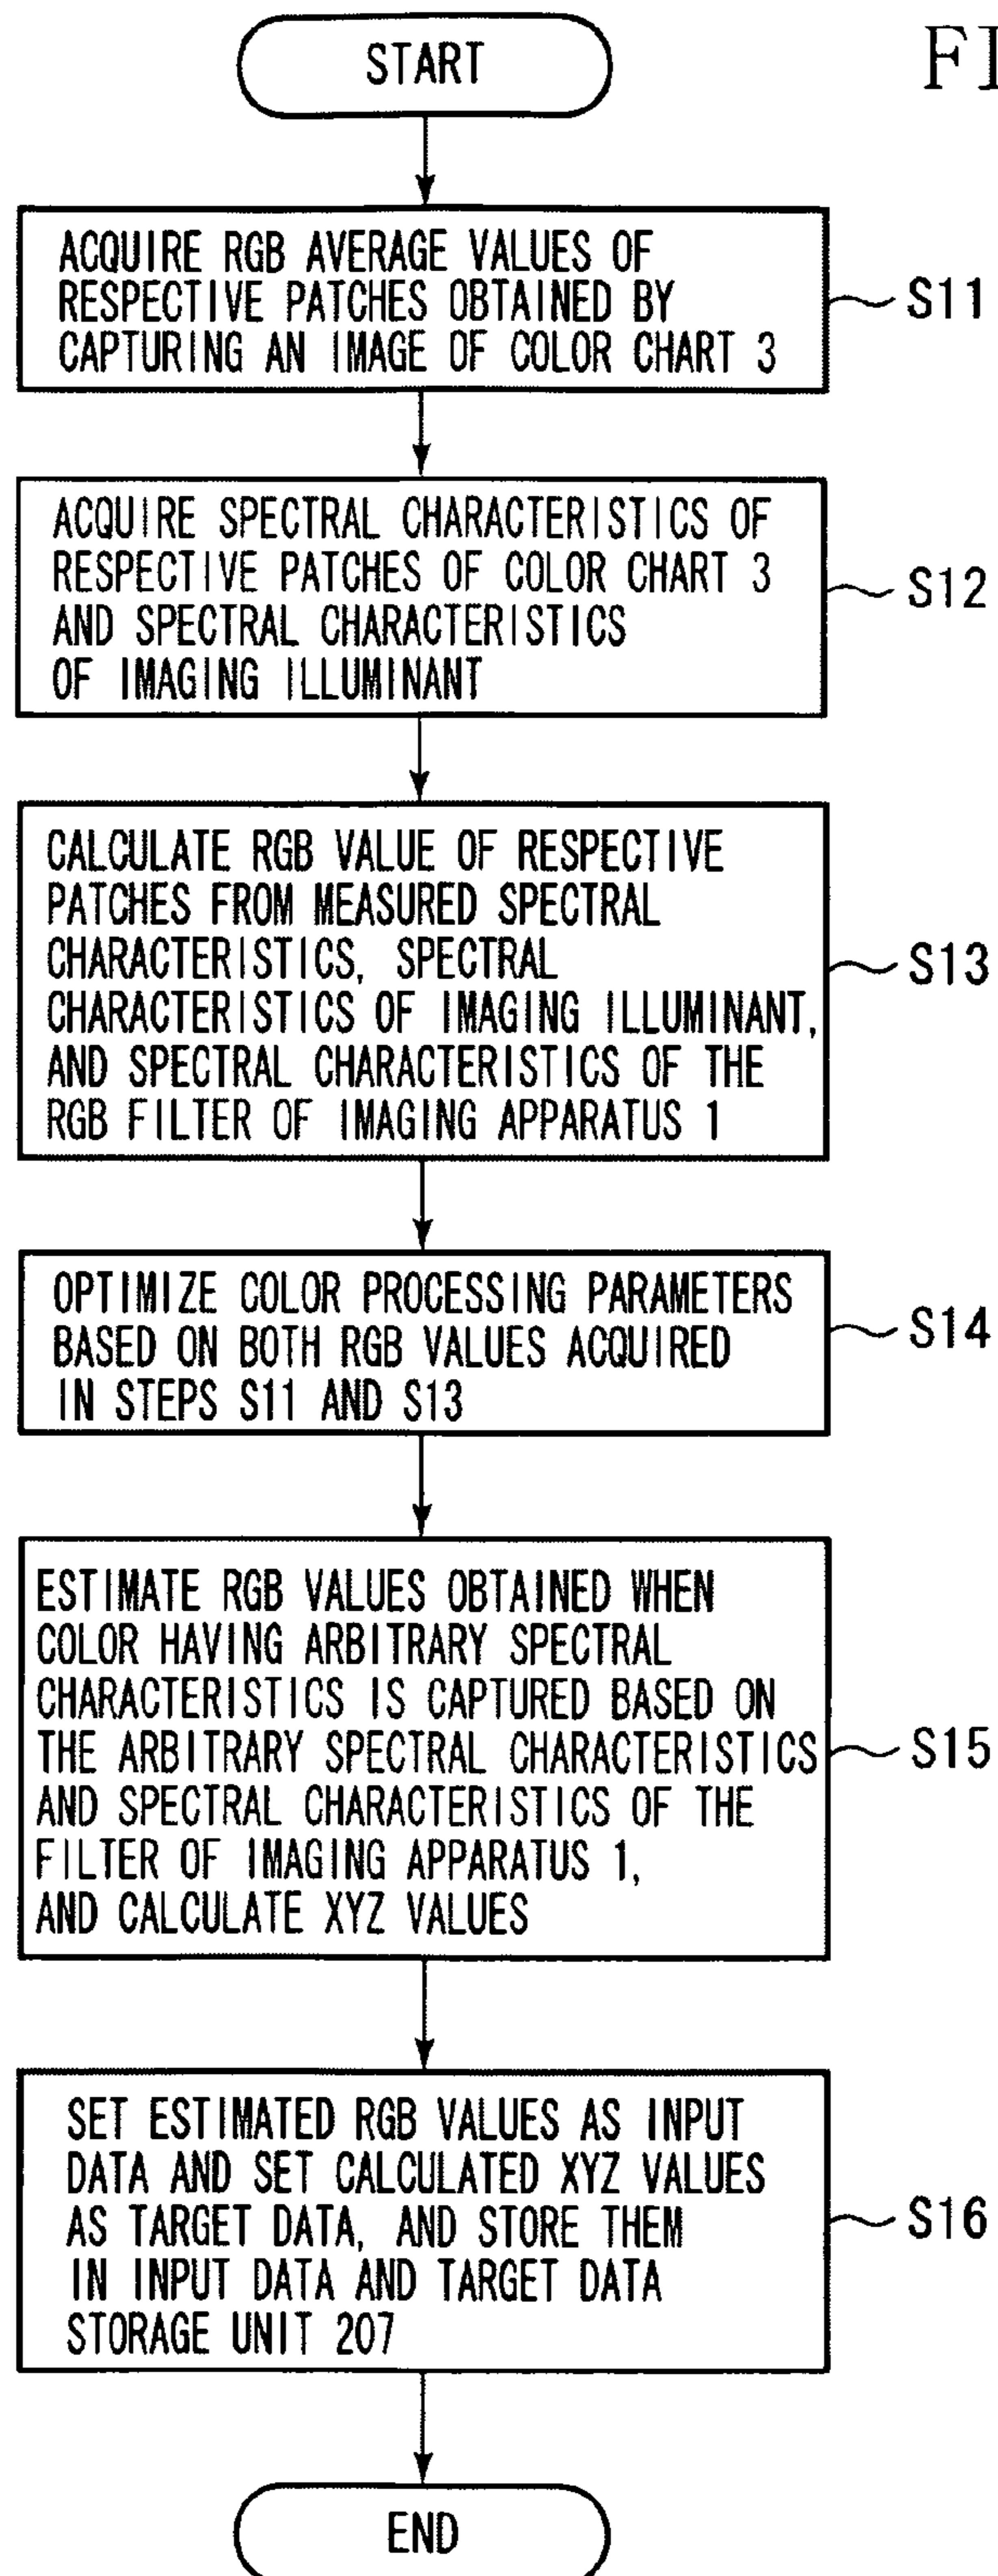 START
FI
ACQUIRE RGB AVERAGE VALUES OF
RESPECTIVE PATCHES OBTAINED BY
CAPTURING AN IMAGE OF COLOR CHART 3
S11
ACQUIRE SPECTRAL CHARACTERISTICS OF
RESPECTIVE PATCHES OF COLOR CHART 3
AND SPECTRAL CHARACTERISTICS
OF IMAGING ILLUMINANT
S12
CALCULATE RGB VALUE OF RESPECTIVE
PATCHES FROM MEASURED SPECTRAL
CHARACTERISTICS, SPECTRAL
CHARACTERISTICS OF IMAGING ILLUMINANT,
AND SPECTRAL CHARACTERISTICS OF THE
RGB FILTER OF IMAGING APPARATUS 1
S13
OPTIMIZE COLOR PROCESSING PARAMETERS
BASED ON BOTH RGB VALUES ACQUIRED
IN STEPS S11 AND S13
S14
ESTIMATE RGB VALUES OBTAINED WHEN
COLOR HAVING ARBITRARY SPECTRAL
CHARACTERISTICS IS CAPTURED BASED ON
THE ARBITRARY SPECTRAL CHARACTERISTICS
AND SPECTRAL CHARACTERISTICS OF THE
FILTER OF IMAGING APPARATUS 1,
AND CALCULATE XYZ VALUES
S15
SET ESTIMATED RGB VALUES AS INPUT
DATA AND SET CALCULATED XYZ VALUES
AS TARGET DATA, AND STORE THEM
IN INPUT DATA AND TARGET DATA
STORAGE UNIT 207
S16
END